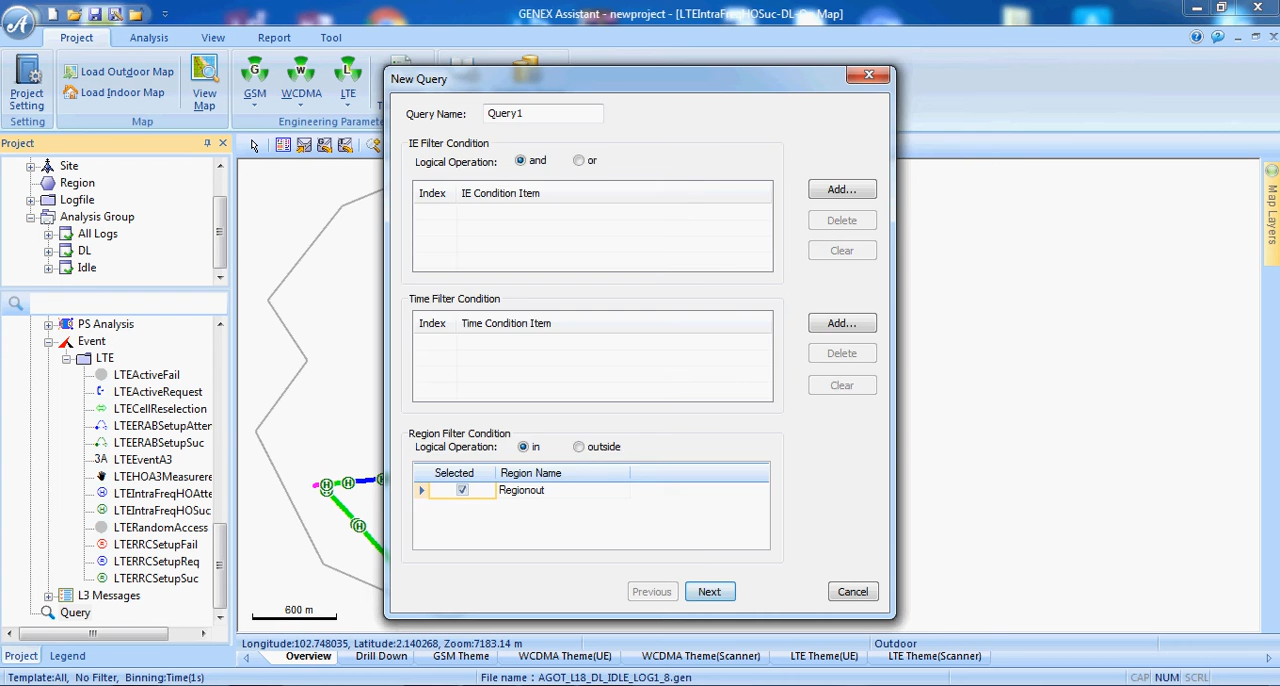 GENEX Assistant - newproject - [LTEIntraFreqHOSuc-DL-On Map]
Project
Analysis
View
Report
Tool
Project
Setting
Load Outdoor Map
Load Indoor Map
View
Map
GSM
WCDMA
LTE
Setting
Map
Engineering Parame
Project
Site
Region
Logfile
Analysis Group
All Logs
DL
Idle
PS Analysis
Event
LTE
LTEActiveFail
LTEActiveRequest
LTECellReselection
LTEERABSetupAtter
LTEERABSetupSuc
3A LTEEventA3
LTEHOA3Measurere
LTEIntraFreqHOAtte
LTEIntraFreqHOSuc
LTERandomAccess
LTERRCSetupFail
LTERRCSetupReq
LTERRCSetupSuc
L3 Messages
Query
Project
Legend
New Query
Query Name:
Query1
IE Filter Condition
Logical Operation:
and
or
Index
IE Condition Item
Add...
Delete
Clear
Time Filter Condition
Index
Time Condition Item
Add...
Delete
Clear
Region Filter Condition
Logical Operation:
in
outside
Selected
Region Name
Regionout
Previous
Next
Cancel
600 m
Map Layers
Longitude:102.748035, Latitude:2.140268, Zoom:7183.14 m
Outdoor
Overview
Drill Down
GSM Theme
WCDMA Theme(UE)
WCDMA Theme(Scanner)
LTE Theme(UE)
LTE Theme(Scanner)
Template:All, No Filter, Binning:Time(1s)
File name : AGOT_L18_DL_IDLE_LOG1_8.gen
CAP
NUM
SCRL